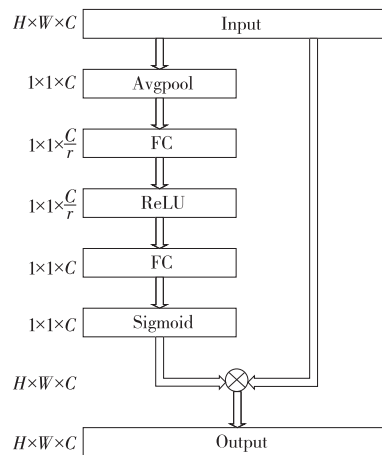 H×W×C Input
1×1×C Avgpool
1×1×C/r FC
1×1×C/r ReLU
1×1×C FC
1×1×C Sigmoid
H×W×C
H×W×C Output